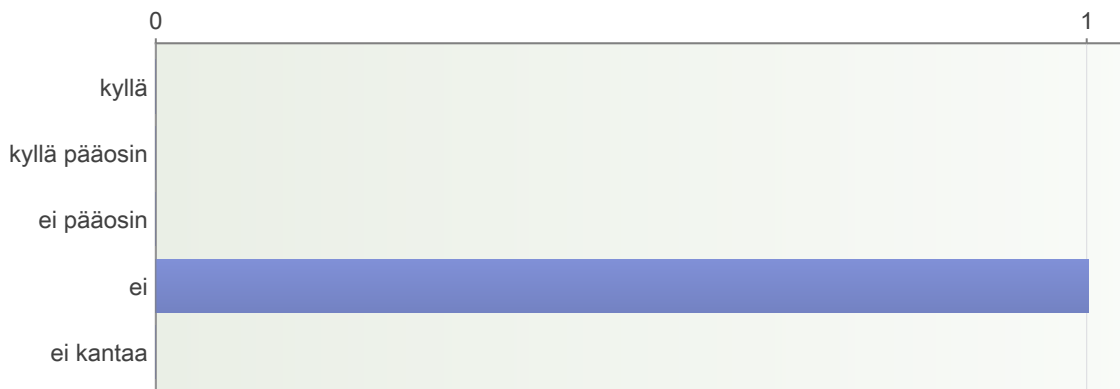 0 1
kyllä
kyllä pääosin
ei pääosin
ei
ei kantaa